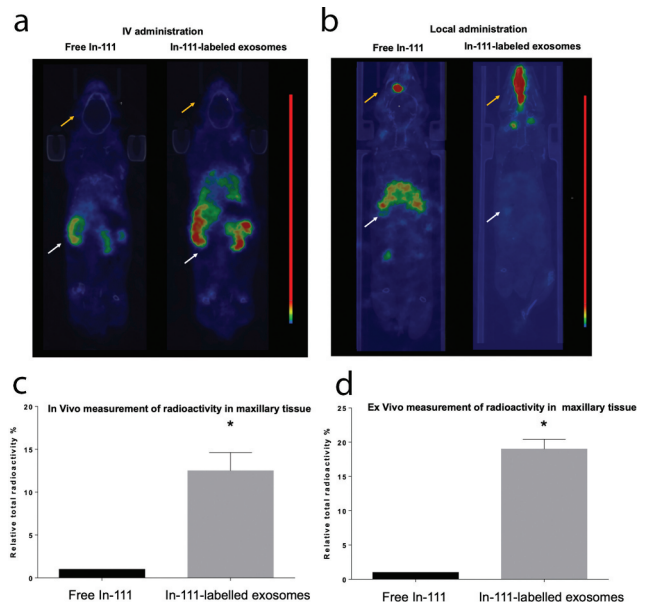 a
IV administration
Free In-111
In-111-labeled exosomes
b
Local administration
Free In-111
In-111-labeled exosomes
c
In Vivo measurement of radioactivity in maxillary tissue
Relative total radioactivity %
20
15
10
5
0
*
Free In-111
In-111-labelled exosomes
d
Ex Vivo measurement of radioactivity in maxillary tissue
Relative total radioactivity %
25
20
15
10
5
0
*
Free In-111
In-111-labelled exosomes